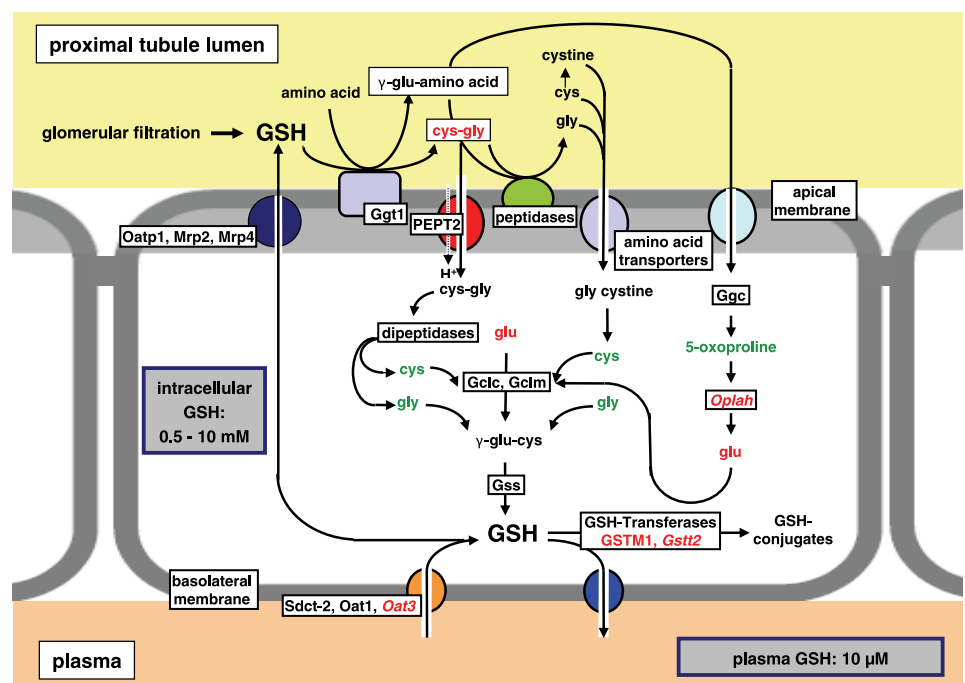 proximal tubule lumen
cystine
γ-glu-amino acid
amino acid
cys
glomerular filtration
GSH
cys-gly
gly
apical
membrane
Ggt1
PEPT2
peptidases
Oatp1, Mrp2, Mrp4
amino acid
transporters
H+
cys-gly
gly cystine
Ggc
dipeptidases
glu
5-oxoproline
cys
cys
intracellular
GSH:
0.5 - 10 mM
Gclc, Gclm
Oplah
gly
gly
γ-glu-cys
glu
Gss
GSH
GSH-Transferases
GSTM1, Gstt2
GSH-
conjugates
basolateral
membrane
Sdct-2, Oat1, Oat3
plasma
plasma GSH: 10 µM